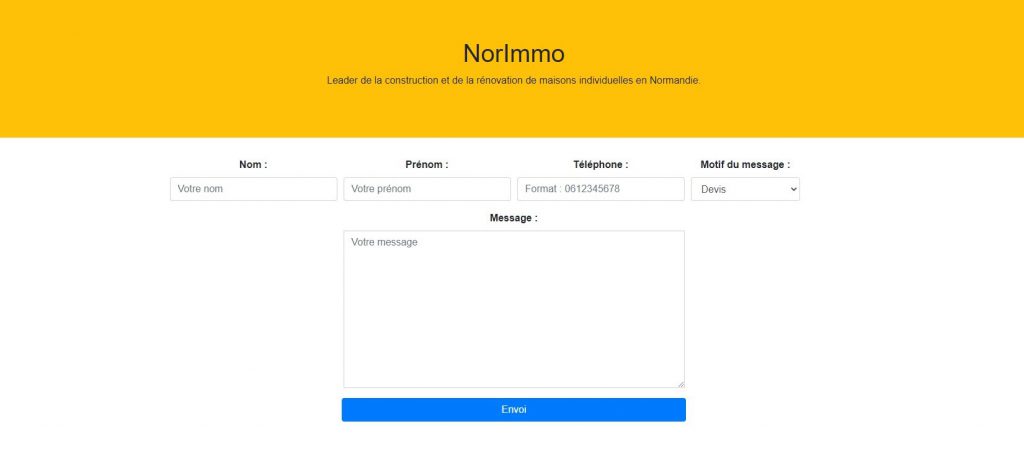 NorImmo
Leader de la construction et de la rénovation de maisons individuelles en Normandie.
Nom : Prénom : Téléphone : Motif du message :
Votre nom Votre prénom Format : 0612345678 Devis
Message :
Votre message
Envoi